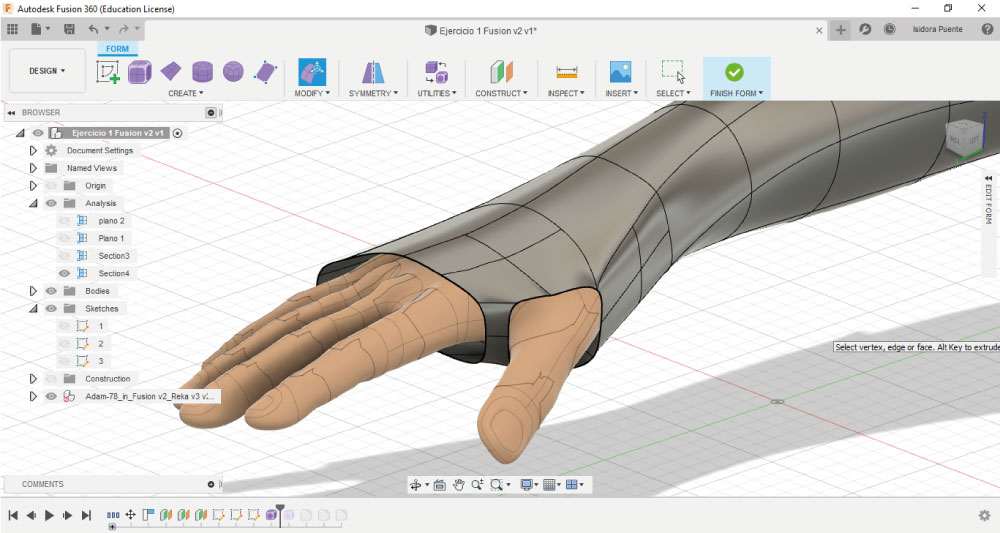 Autodesk Fusion 360 (Education License)
Ejercicio 1 Fusion v2 v1*
Isidora Puente
FORM
DESIGN
CREATE
MODIFY
SYMMETRY
UTILITIES
CONSTRUCT
INSPECT
INSERT
SELECT
FINISH FORM
BROWSER
Ejercicio 1 Fusion v2 v1
Document Settings
Named Views
Origin
Analysis
plano 2
Plano 1
Section3
Section4
Bodies
Sketches
1
2
3
Construction
Adam-78_in_Fusion v2_Reka v3 v...
EDIT FORM
Select vertex, edge or face. Alt Key to extrude
COMMENTS